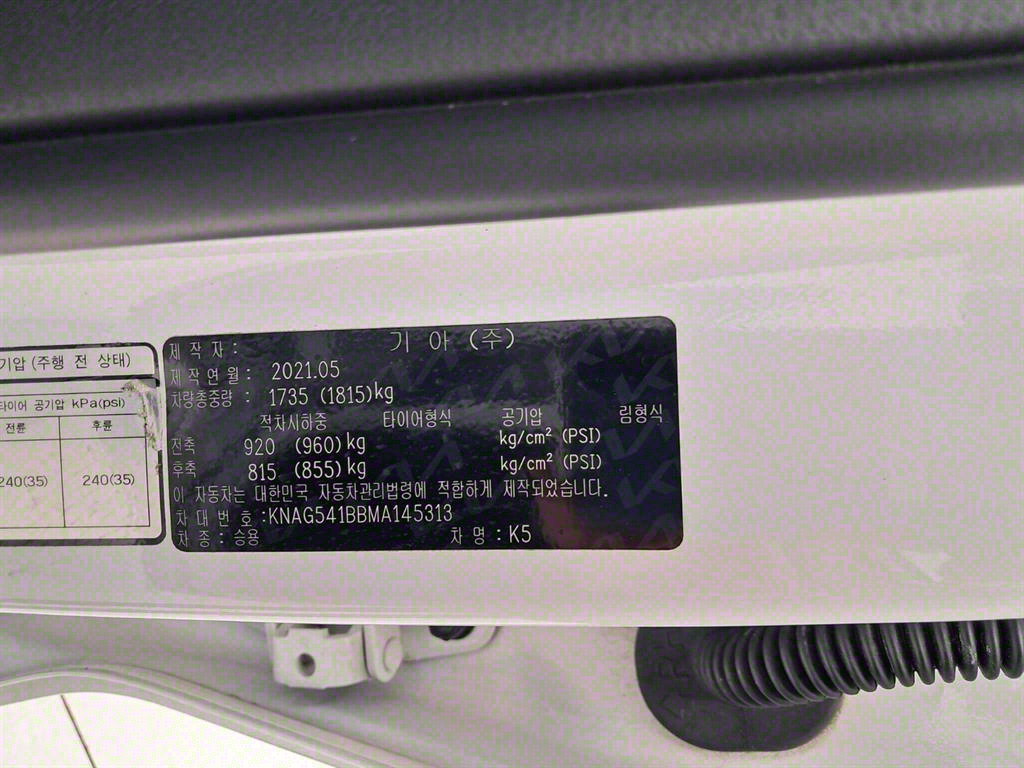 기압 (주행 전 상태)
타이어 공기압 kPa(psi)
전륜 후륜
240(35) 240(35)
제 작 자 : 기 아 (주)
제 작 연 월 : 2021.05
차량총중량 : 1735 (1815)kg
적차시하중 타이어형식 공기압 림형식
전축 920 (960)kg kg/cm² (PSI)
후축 815 (855)kg kg/cm² (PSI)
이 자동차는 대한민국 자동차관리법령에 적합하게 제작되었습니다.
차 대 번 호 :KNAG541BBMA145313
차 종 : 승용 차 명 : K5